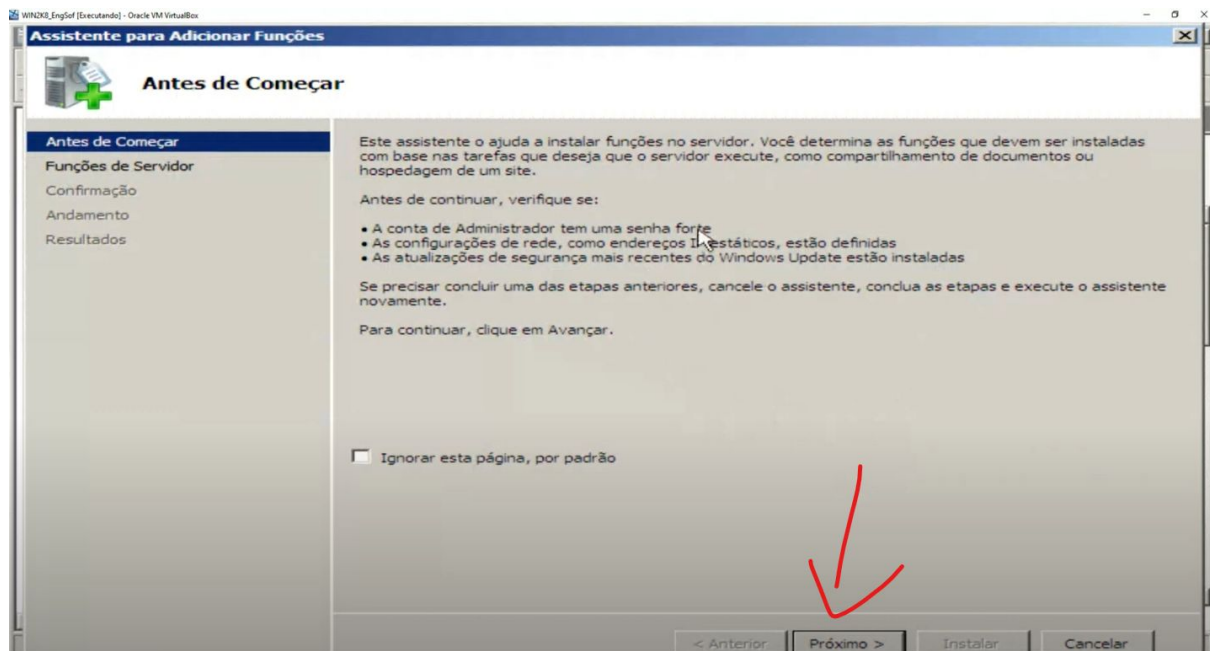 WIN2K8_EngSof [Executando] - Oracle VM VirtualBox
Assistente para Adicionar Funções
Antes de Começar
Antes de Começar
Funções de Servidor
Confirmação
Andamento
Resultados
Este assistente o ajuda a instalar funções no servidor. Você determina as funções que devem ser instaladas
com base nas tarefas que deseja que o servidor execute, como compartilhamento de documentos ou
hospedagem de um site.
Antes de continuar, verifique se:
• A conta de Administrador tem uma senha forte
• As configurações de rede, como endereços IP estáticos, estão definidas
• As atualizações de segurança mais recentes do Windows Update estão instaladas
Se precisar concluir uma das etapas anteriores, cancele o assistente, conclua as etapas e execute o assistente
novamente.
Para continuar, clique em Avançar.
Ignorar esta página, por padrão
< Anterior
Próximo >
Instalar
Cancelar